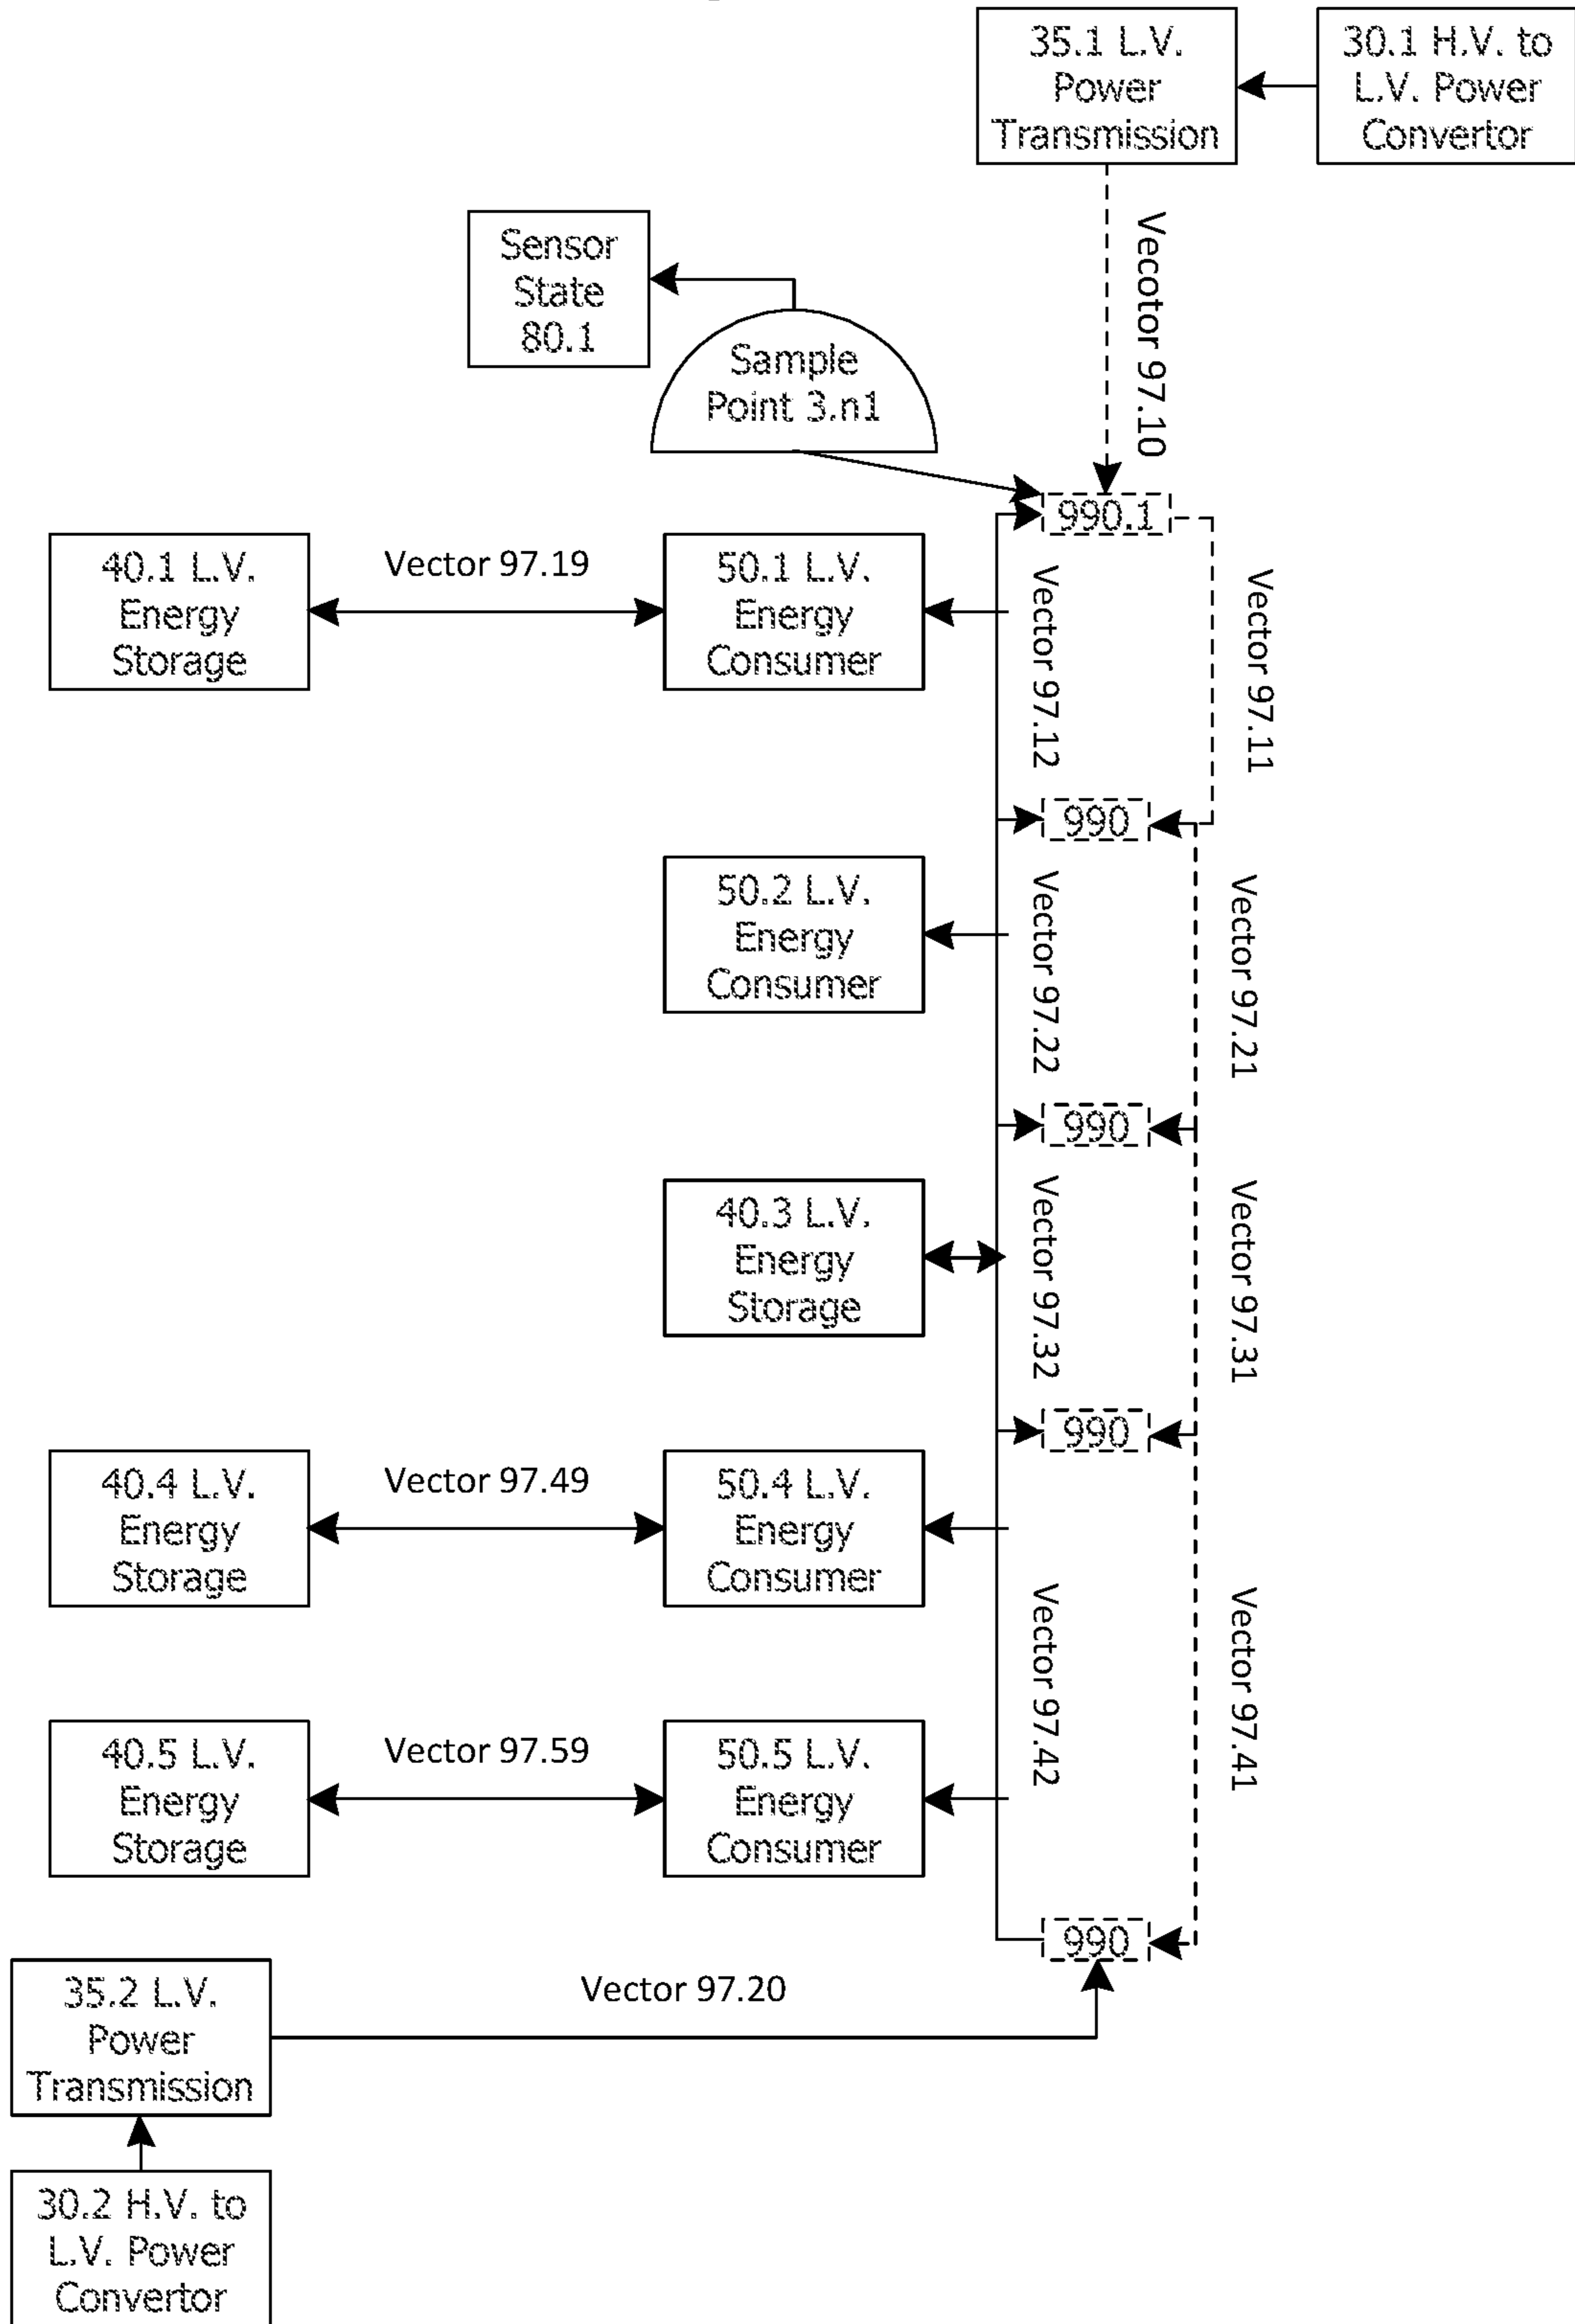 35.1 L.V.
Power
Transmission
30.1 H.V. to
L.V. Power
Convertor
Vecotor 97.10
Sensor
State
80.1
Sample
Point 3.n1
990.1
40.1 L.V.
Energy
Storage
Vector 97.19
50.1 L.V.
Energy
Consumer
Vector 97.12
Vector 97.11
990
50.2 L.V.
Energy
Consumer
Vector 97.22
Vector 97.21
990
40.3 L.V.
Energy
Storage
Vector 97.32
Vector 97.31
990
40.4 L.V.
Energy
Storage
Vector 97.49
50.4 L.V.
Energy
Consumer
Vector 97.42
Vector 97.41
40.5 L.V.
Energy
Storage
Vector 97.59
50.5 L.V.
Energy
Consumer
990
35.2 L.V.
Power
Transmission
Vector 97.20
30.2 H.V. to
L.V. Power
Convertor